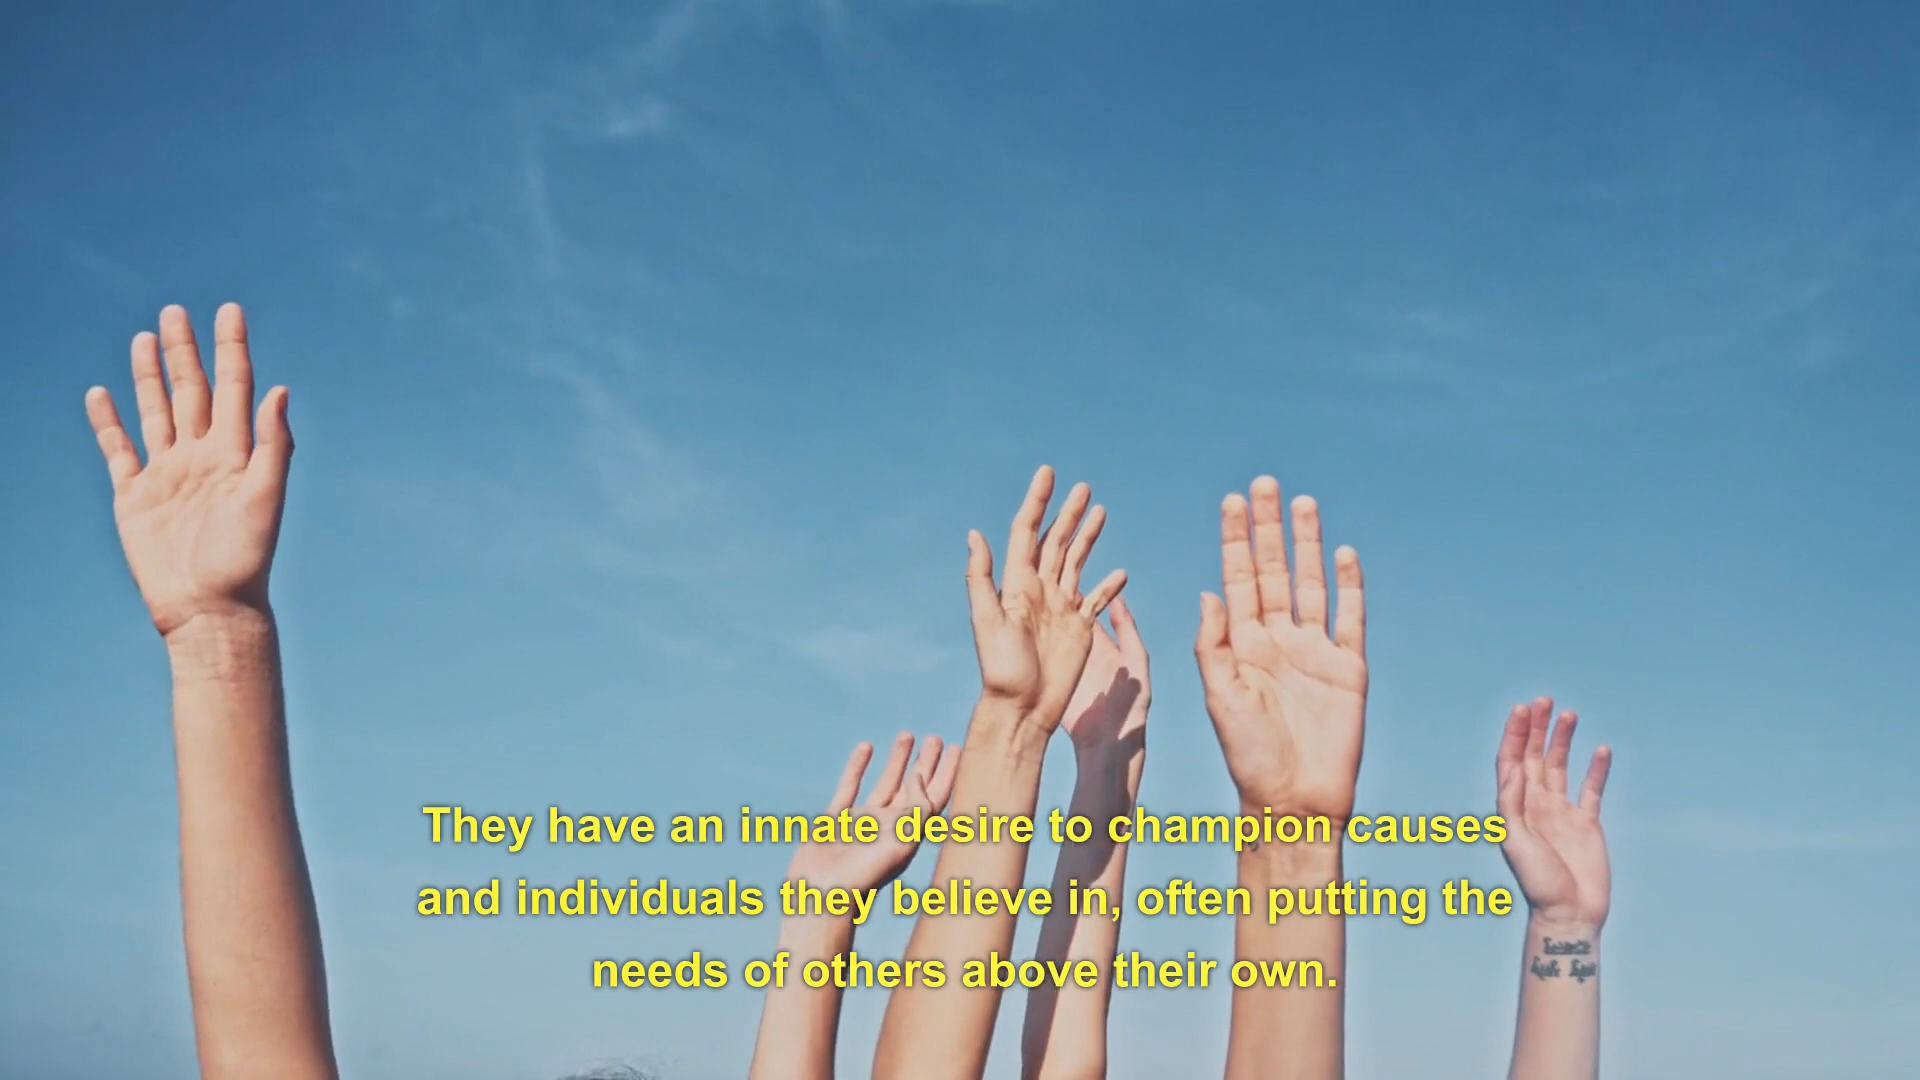 They have an innate desire to champion causes
and individuals they believe in, often putting the
needs of others above their own.